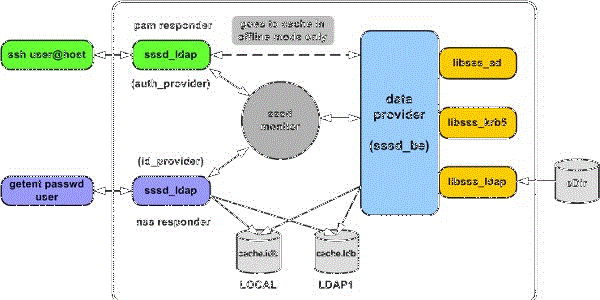 pam responder
goes to cache in
offline mode only
ssh user@host
sssd_ldap
(auth_provider)
libsss_ad
sssd
monitor
data
provider
(sssd_be)
libsss_krb5
(id_provider)
getent passwd
user
sssd_ldap
libsss_ldap
eDir
nss responder
cache.ldb
cache.ldb
LOCAL
LDAP1